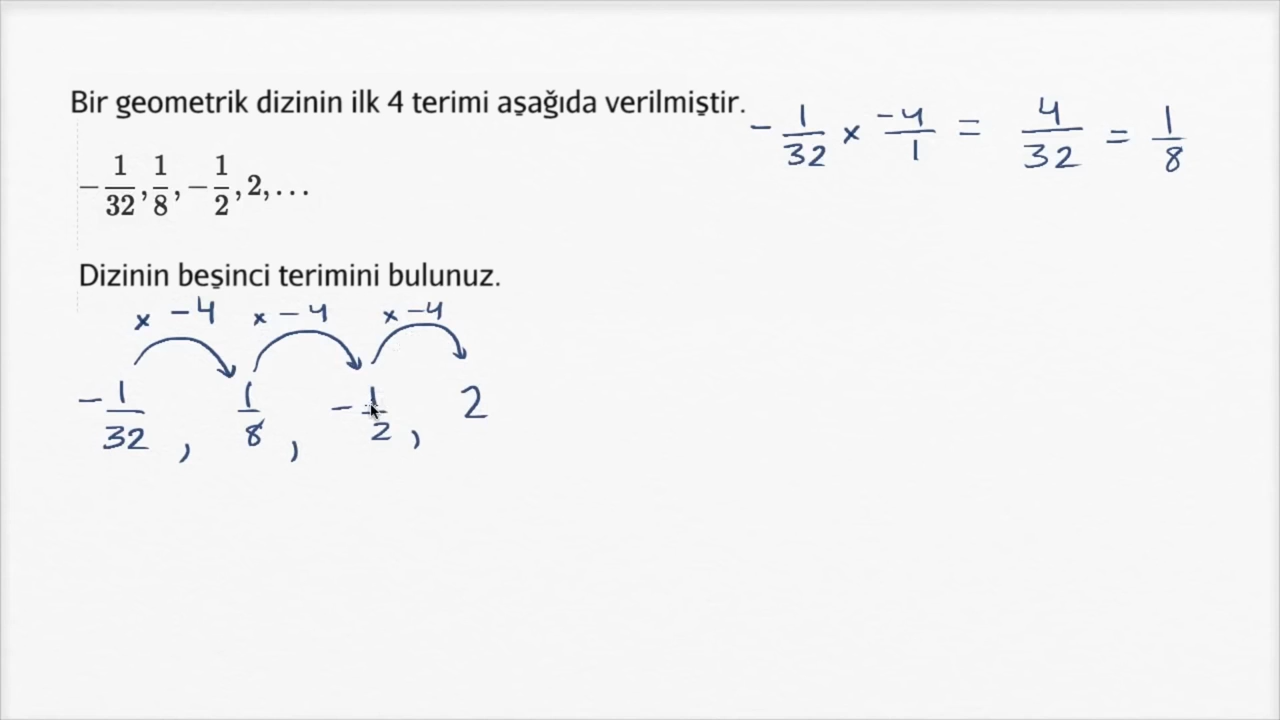 Bir geometrik dizinin ilk 4 terimi aşağıda verilmiştir.
-1/32 × -4/1 = 4/32 = 1/8
-1/32, 1/8, -1/2, 2, ...
Dizinin beşinci terimini bulunuz.
× -4 × -4 × -4
-1/32, 1/8, -1/2, 2